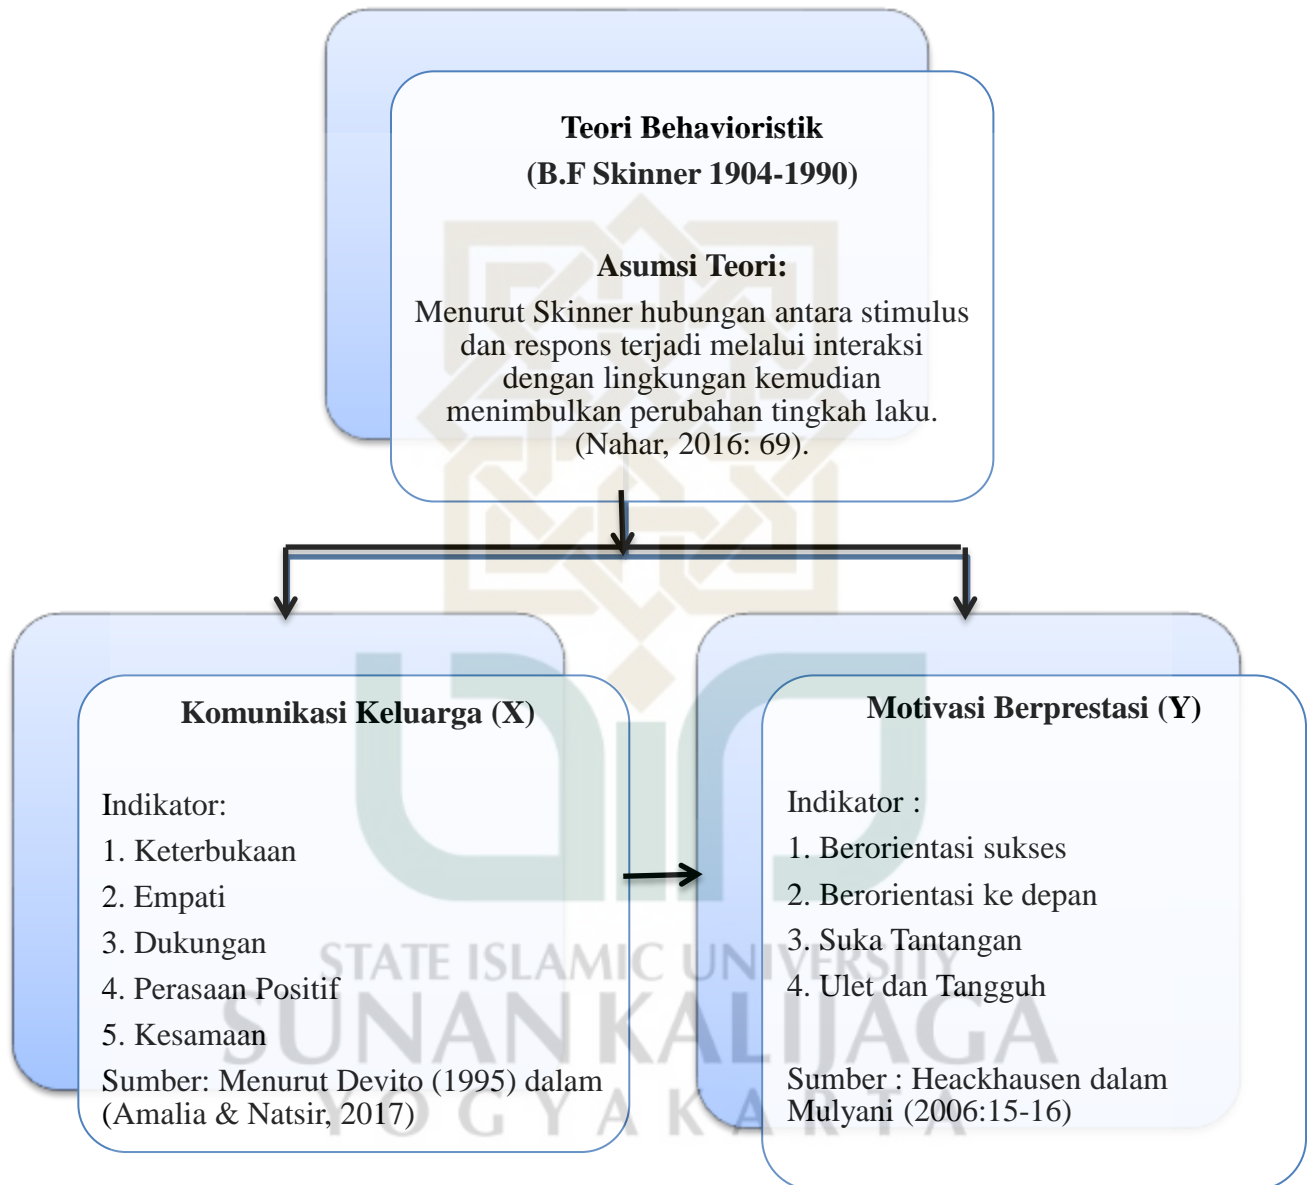 Teori Behavioristik
(B.F Skinner 1904-1990)
Asumsi Teori:
Menurut Skinner hubungan antara stimulus
dan respons terjadi melalui interaksi
dengan lingkungan kemudian
menimbulkan perubahan tingkah laku.
(Nahar, 2016: 69).
Komunikasi Keluarga (X)
Indikator:
1. Keterbukaan
2. Empati
3. Dukungan
4. Perasaan Positif
5. Kesamaan
Sumber: Menurut Devito (1995) dalam
(Amalia & Natsir, 2017)
Motivasi Berprestasi (Y)
Indikator :
1. Berorientasi sukses
2. Berorientasi ke depan
3. Suka Tantangan
4. Ulet dan Tangguh
Sumber : Heackhausen dalam
Mulyani (2006:15-16)
STATE ISLAMIC UNIVERSITY
SUNAN KALIJAGA
YOGYAKARTA